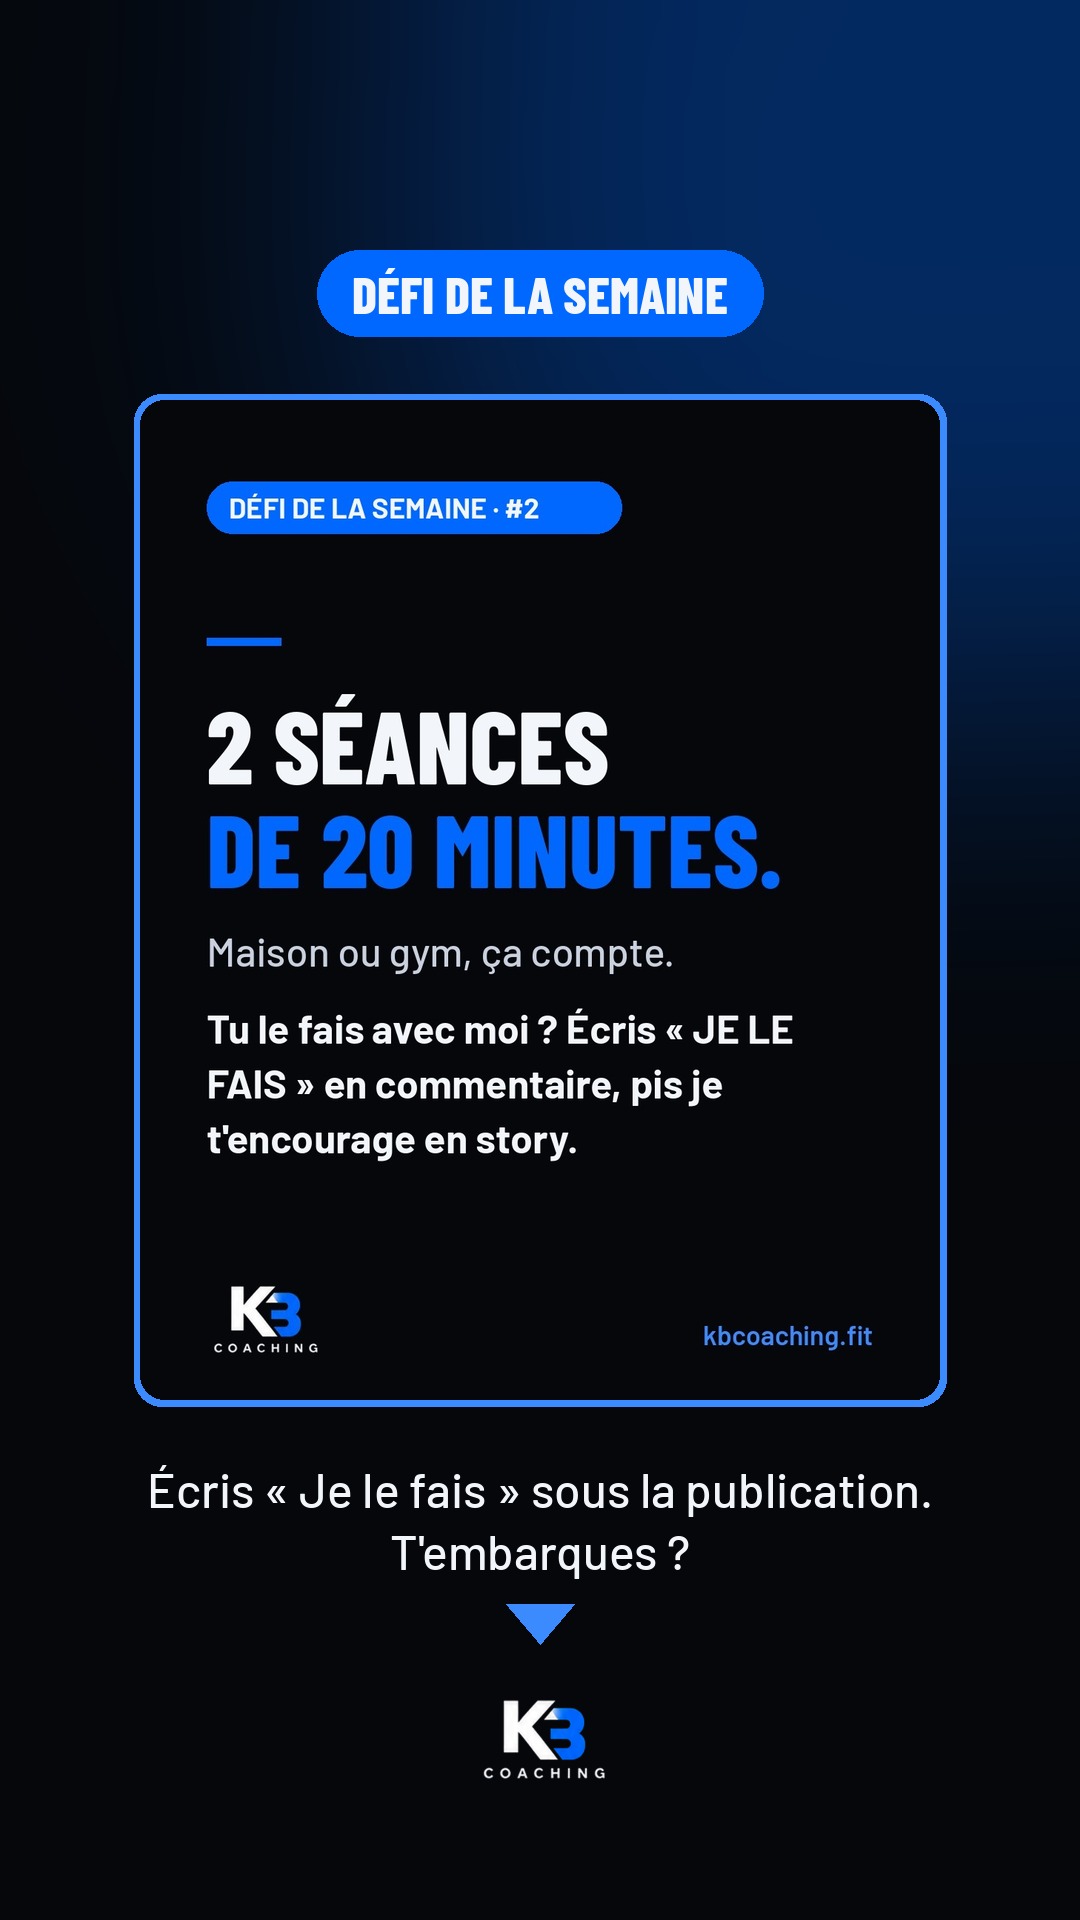 DÉFI DE LA SEMAINE
DÉFI DE LA SEMAINE · #2
2 SÉANCES
DE 20 MINUTES.
Maison ou gym, ça compte.
Tu le fais avec moi ? Écris « JE LE
FAIS » en commentaire, pis je
t'encourage en story.
KB
COACHING
kbcoaching.fit
Écris « Je le fais » sous la publication.
T'embarques ?
KB
COACHING